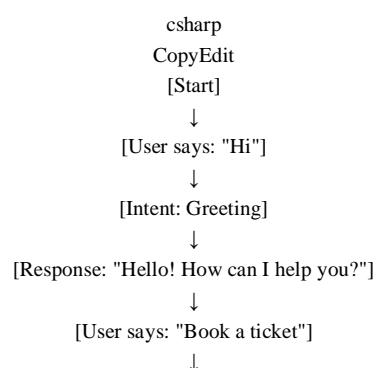 csharp
CopyEdit
[Start]
↓
[User says: "Hi"]
↓
[Intent: Greeting]
↓
[Response: "Hello! How can I help you?"]
↓
[User says: "Book a ticket"]
↓